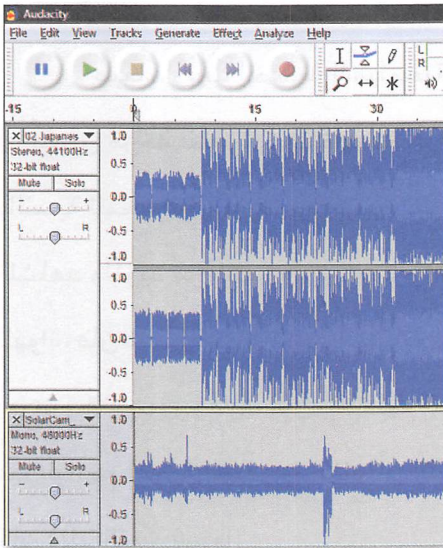 Audacity
File Edit View Tracks Generate Effect Analyze Help
L
R
-15 0 15 30
X 02 Japanes
Stereo, 44100Hz
32-bit float
Mute Solo
- +
L R
1.0
0.5
0.0
-0.5
-1.0
1.0
0.5
0.0
-0.5
-1.0
X SolarCam_
Mono, 48000Hz
32-bit float
Mute Solo
- +
L R
1.0
0.5
0.0
-0.5
-1.0